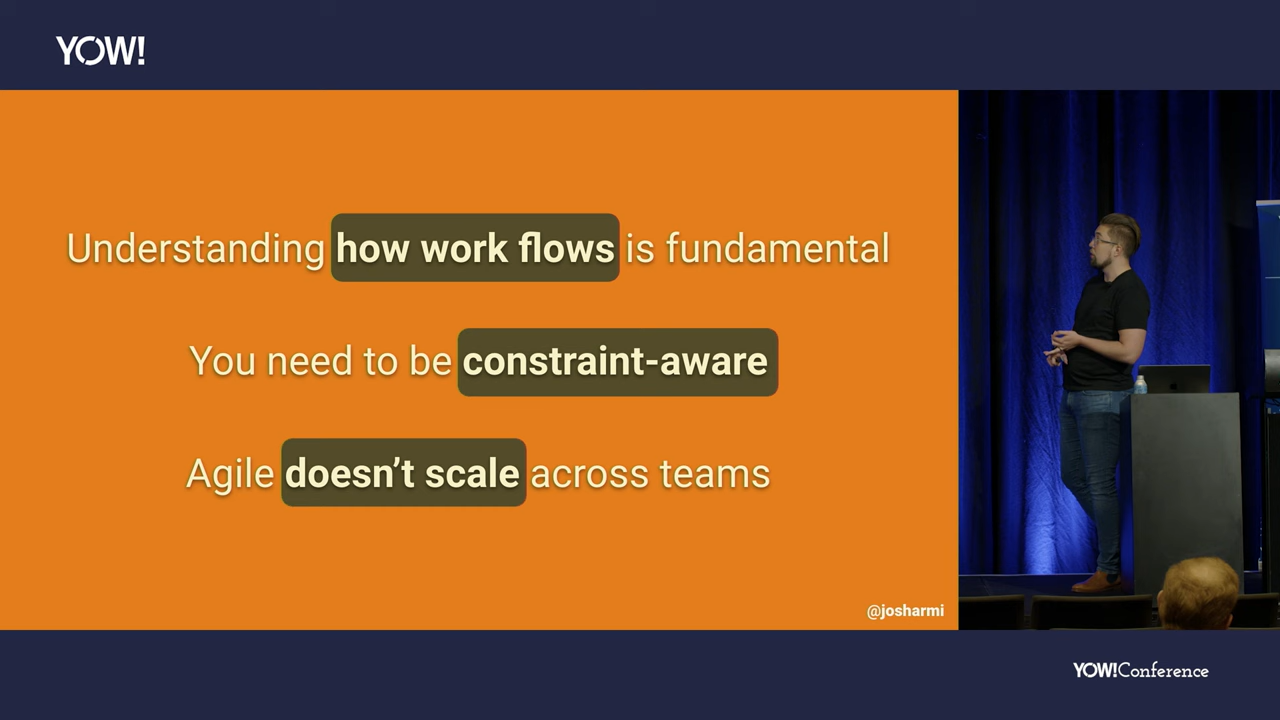 YOW!
Understanding how work flows is fundamental
You need to be constraint-aware
Agile doesn’t scale across teams
@josharmi
YOW!Conference